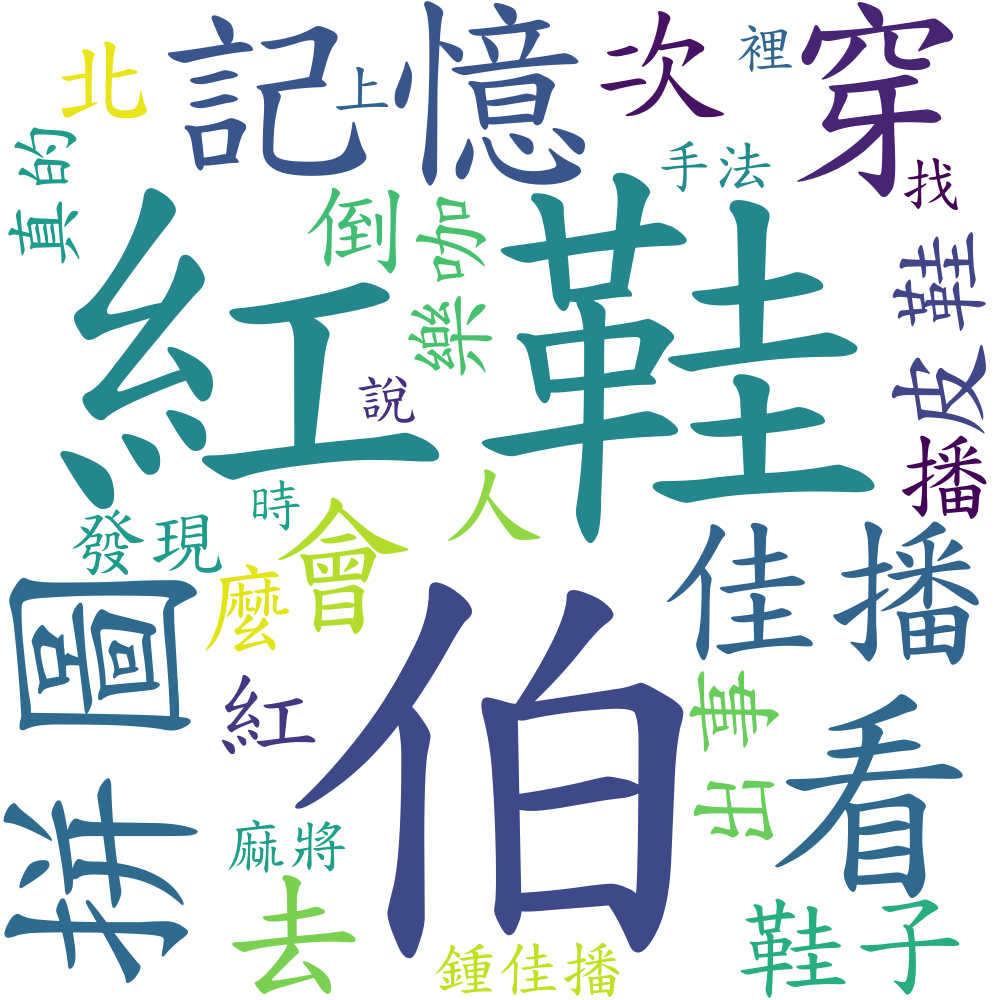 記憶
上
北
次
裡
穿
真的
手法
找
倒
樂咖
紅鞋
皮鞋
說
播
人
時
發現
會
麼
佳播
拼圖
伯
紅
出事
看
麻將
去
鍾佳播
鞋子